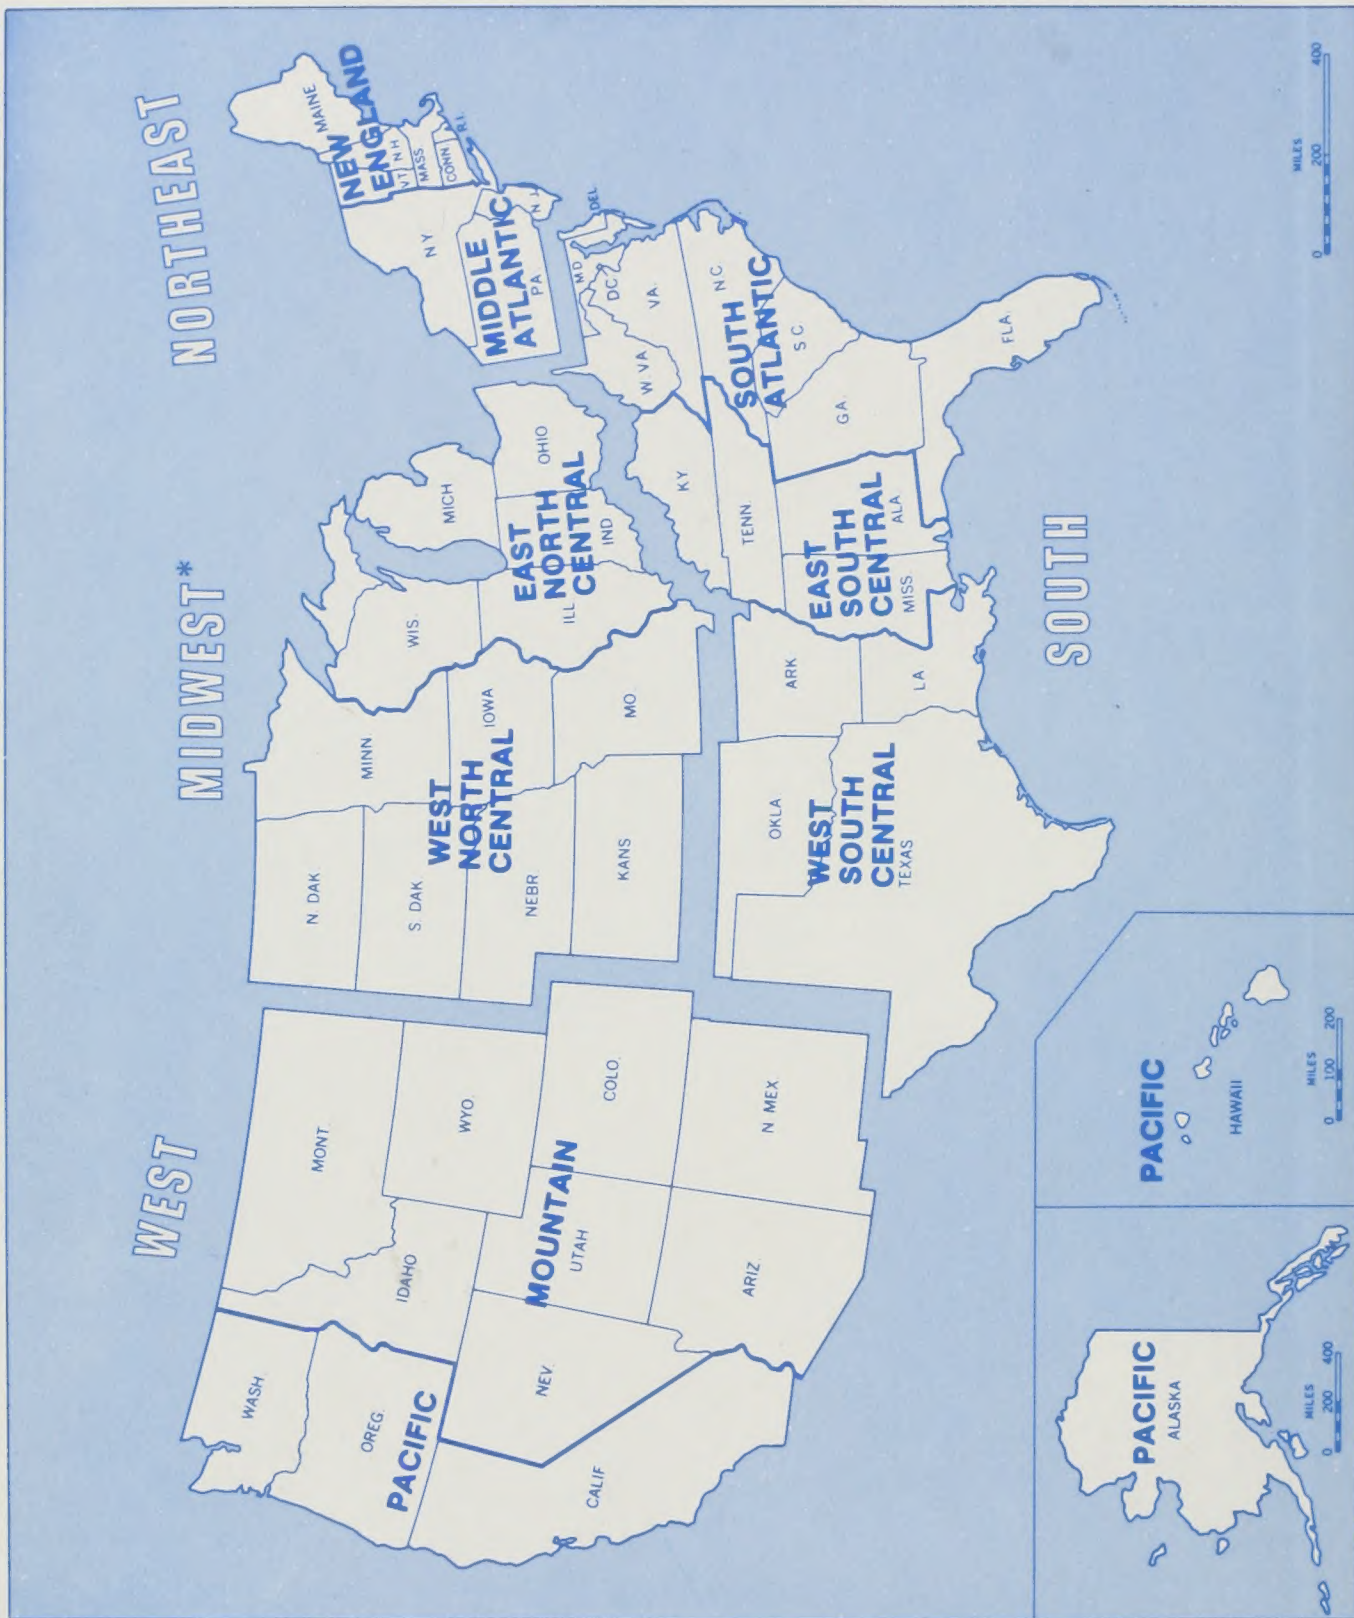 WEST
MIDWEST*
NORTHEAST
SOUTH
PACIFIC
WASH
OREG.
CALIF
MOUNTAIN
MONT.
IDAHO
WYO.
NEV.
UTAH
COLO.
ARIZ.
N MEX.
WEST
NORTH
CENTRAL
N. DAK
S. DAK
NEBR
KANS
MINN
IOWA
MO
EAST
NORTH
CENTRAL
WIS.
MICH
ILL
IND
OHIO
WEST
SOUTH
CENTRAL
OKLA
TEXAS
ARK
LA
EAST
SOUTH
CENTRAL
KY
TENN.
MISS.
ALA
SOUTH
ATLANTIC
W.VA
MD
DC
DEL
VA.
N C
S C
GA.
FLA.
MIDDLE
ATLANTIC
N Y
PA
N J
NEW
ENGLAND
MAINE
VT
N H
MASS
CONN
R.I.
PACIFIC
ALASKA
MILES
0 200 400
PACIFIC
HAWAII
MILES
0 100 200
MILES
0 200 400